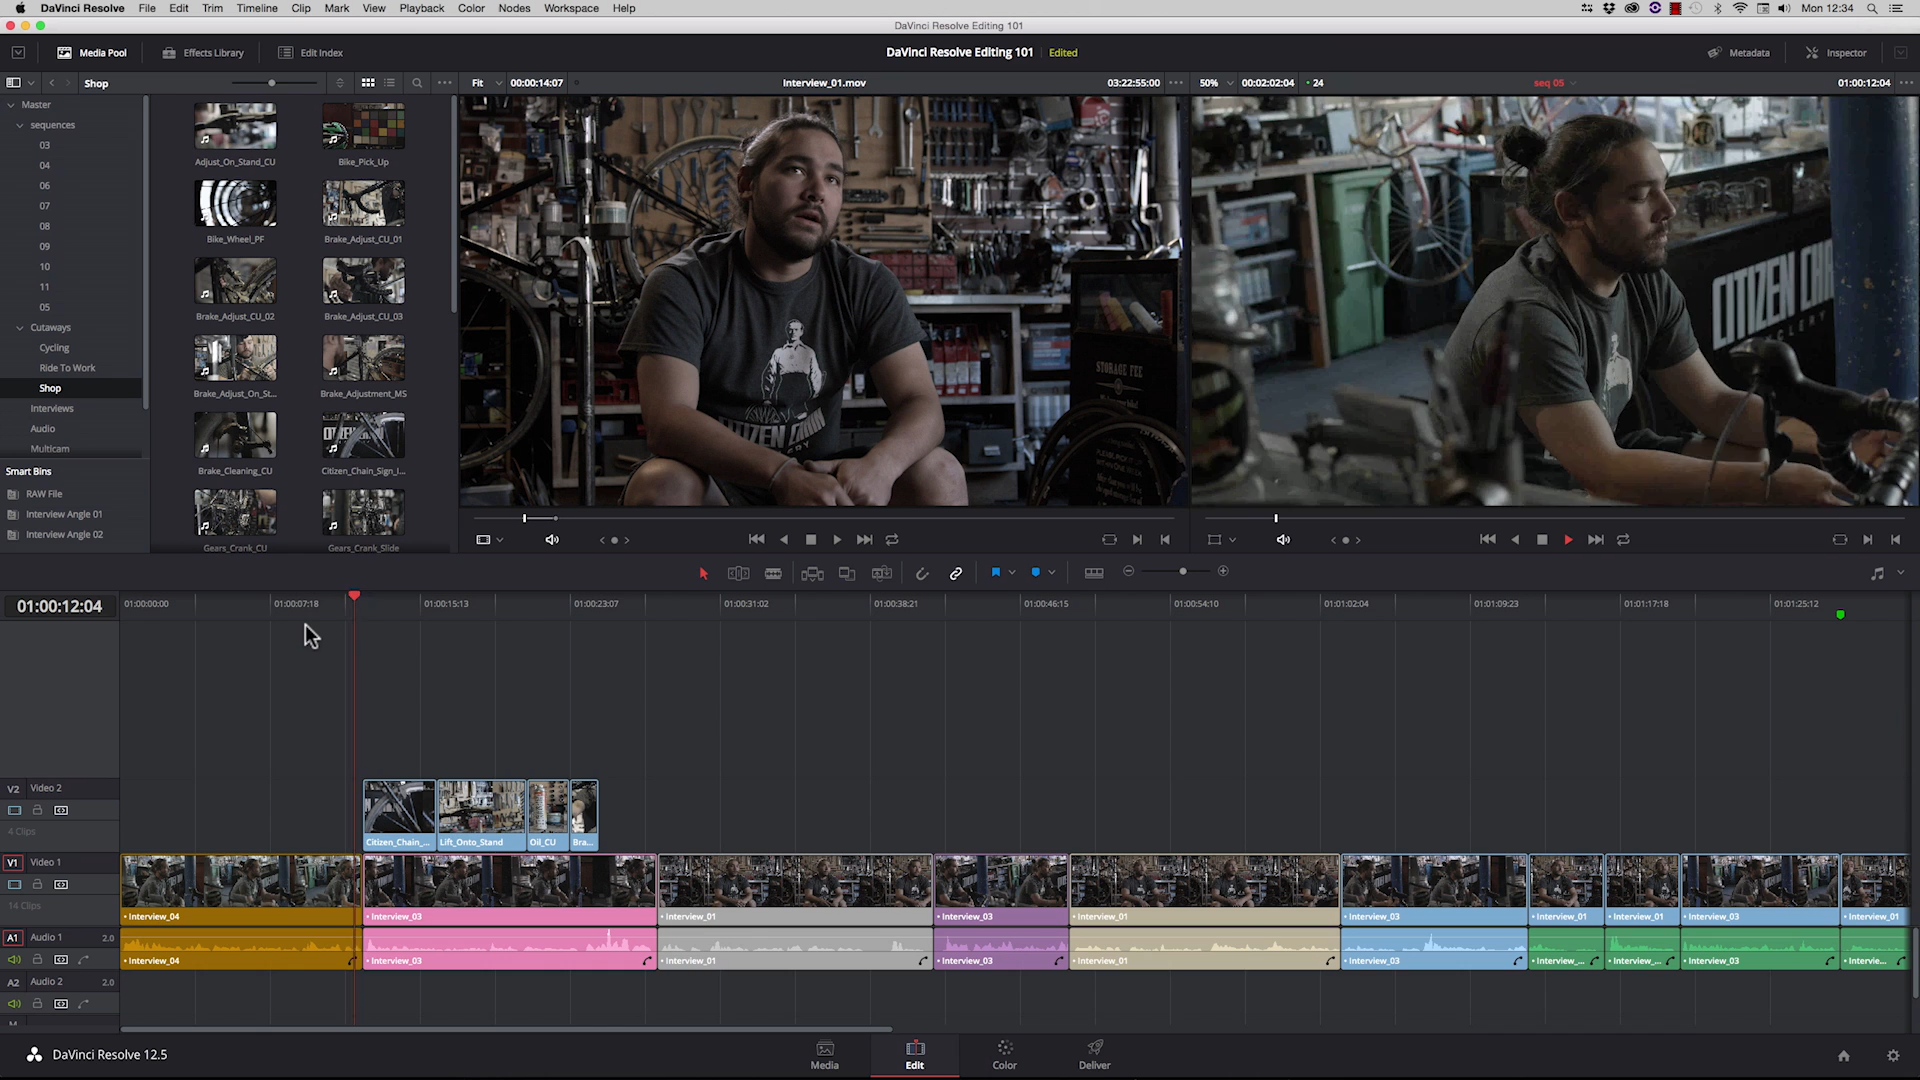 DaVinci Resolve File Edit Trim Timeline Clip Mark View Playback Color Nodes Workspace Help Mon 12:34
DaVinci Resolve Editing 101
Media Pool Effects Library Edit Index DaVinci Resolve Editing 101 Edited Metadata Inspector
Shop Fit 00:00:14:07 Interview_01.mov 03:22:55:00 50% 00:02:02:04 24 seq 05 01:00:12:04
Master
sequences
03
04
06
07
08
09
10
11
05
Cutaways
Cycling
Ride To Work
Shop
Interviews
Audio
Multicam
Smart Bins
RAW File
Interview Angle 01
Interview Angle 02
Adjust_On_Stand_CU Bike_Pick_Up
Bike_Wheel_PF Brake_Adjust_CU_01
Brake_Adjust_CU_02 Brake_Adjust_CU_03
Brake_Adjust_On_St... Brake_Adjustment_MS
Brake_Cleaning_CU Citizen_Chain_Sign_I...
Gears_Crank_CU Gears_Crank_Slide
CITIZEN CHAIN
STORAGE FEE
CITIZEN CHA
CYCLERY
01:00:12:04 01:00:00:00 01:00:07:18 01:00:15:13 01:00:23:07 01:00:31:02 01:00:38:21 01:00:46:15 01:00:54:10 01:01:02:04 01:01:09:23 01:01:17:18 01:01:25:12
V2 Video 2
4 Clips
Citizen_Chain_... Lift_Onto_Stand Oil_CU Bra...
V1 Video 1
14 Clips
Interview_04 Interview_03 Interview_01 Interview_03 Interview_01 Interview_03 Interview_01 Interview_01 Interview_03 Interview_01
A1 Audio 1 2.0
Interview_04 Interview_03 Interview_01 Interview_03 Interview_01 Interview_03 Interview_... Interview_... Interview_03 Intervie...
A2 Audio 2 2.0
M
DaVinci Resolve 12.5 Media Edit Color Deliver